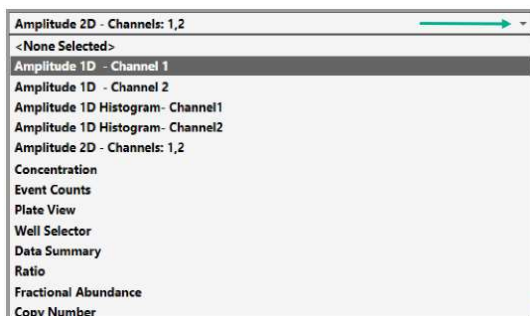 Amplitude 2D - Channels: 1,2
<None Selected>
Amplitude 1D  - Channel 1
Amplitude 1D  - Channel 2
Amplitude 1D Histogram- Channel1
Amplitude 1D Histogram- Channel2
Amplitude 2D - Channels: 1,2
Concentration
Event Counts
Plate View
Well Selector
Data Summary
Ratio
Fractional Abundance
Copy Number